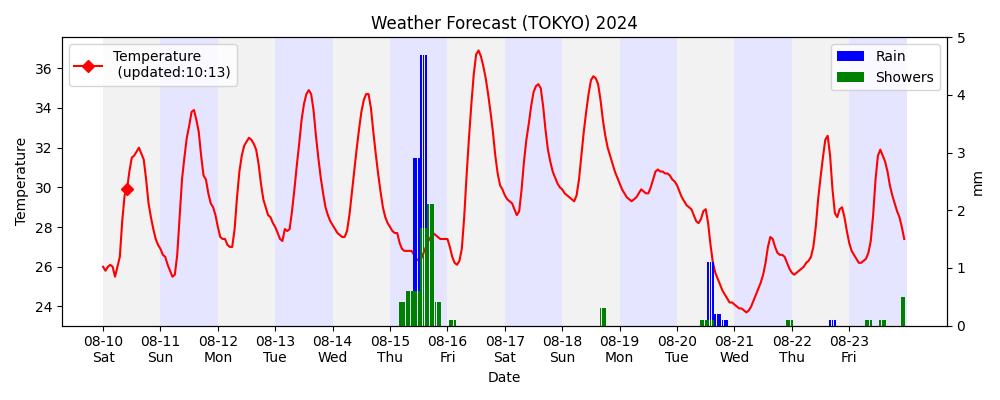 Weather Forecast (TOKYO) 2024
Temperature
(updated:10:13)
Rain
Showers
Temperature
36
34
32
30
28
26
24
5
4
3
2
1
0
mm
08-10 08-11 08-12 08-13 08-14 08-15 08-16 08-17 08-18 08-19 08-20 08-21 08-22 08-23
Sat Sun Mon Tue Wed Thu Fri Sat Sun Mon Tue Wed Thu Fri
Date